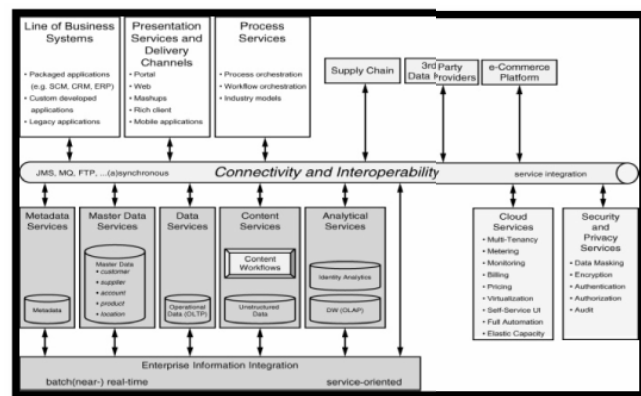 Line of Business
Systems
• Packaged applications
(e.g. SCM, CRM, ERP)
• Custom developed
applications
• Legacy applications
Presentation
Services and
Delivery
Channels
• Portal
• Web
• Mashups
• Rich client
• Mobile applications
Process
Services
• Process orchestration
• Workflow orchestration
• Industry models
Supply Chain
3rd Party
Data Providers
e-Commerce
Platform
JMS, MQ, FTP, ...(a)synchronous
Connectivity and Interoperability
service integration
Metadata
Services
Metadata
Master Data
Services
Master Data
• customer
• supplier
• account
• product
• location
Data
Services
Operational
Data (OLTP)
Content
Services
Content
Workflows
Unstructured
Data
Analytical
Services
Identity Analytics
DW (OLAP)
Cloud
Services
• Multi-Tenancy
• Metering
• Monitoring
• Billing
• Pricing
• Virtualization
• Self-Service UI
• Full Automation
• Elastic Capacity
Security
and
Privacy
Services
• Data Masking
• Encryption
• Authentication
• Authorization
• Audit
Enterprise Information Integration
batch(near-) real-time
service-oriented